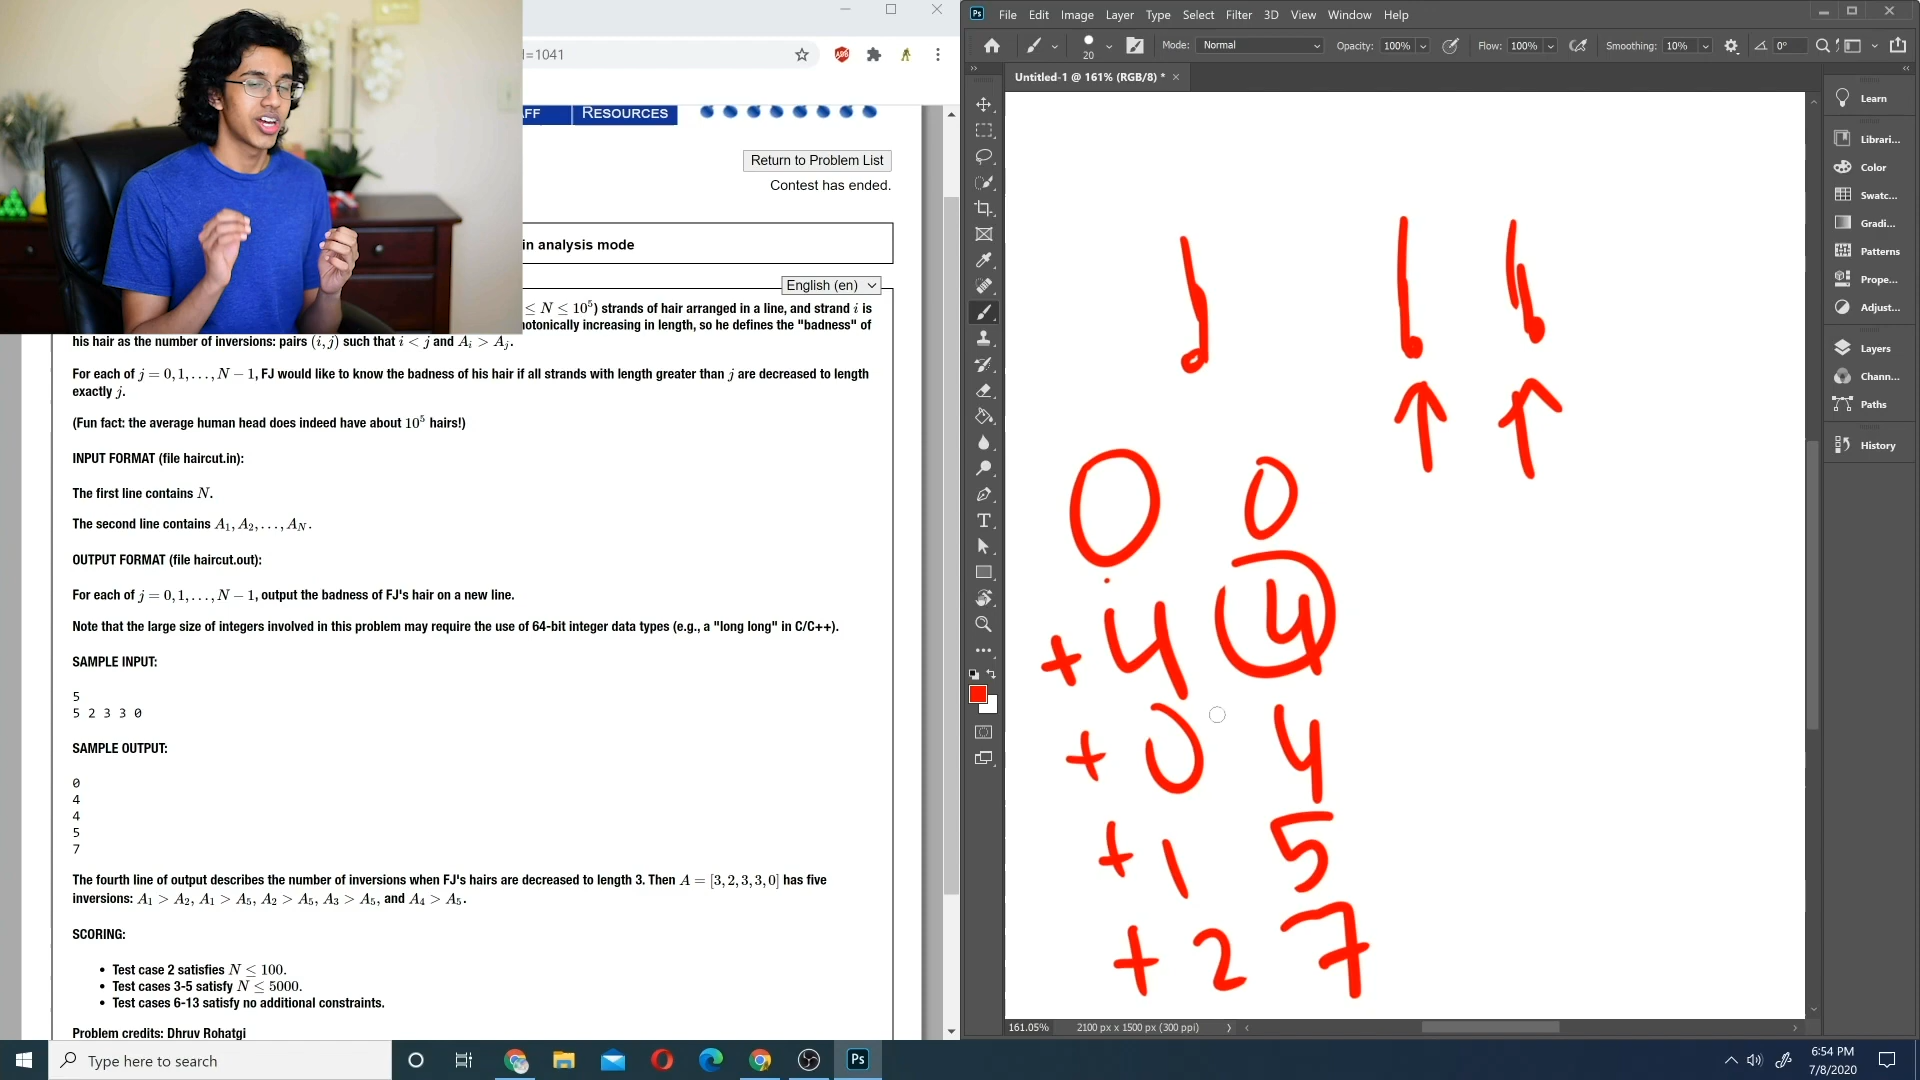 l=1041
FF
RESOURCES
Return to Problem List
Contest has ended.
in analysis mode
English (en)
≤ N ≤ 10⁵) strands of hair arranged in a line, and strand i is
otonically increasing in length, so he defines the "badness" of
his hair as the number of inversions: pairs (i, j) such that i < j and Aᵢ > Aⱼ.
For each of j = 0, 1, . . . , N − 1, FJ would like to know the badness of his hair if all strands with length greater than j are decreased to length
exactly j.
(Fun fact: the average human head does indeed have about 10⁵ hairs!)
INPUT FORMAT (file haircut.in):
The first line contains N.
The second line contains A₁, A₂, . . . , A_N.
OUTPUT FORMAT (file haircut.out):
For each of j = 0, 1, . . . , N − 1, output the badness of FJ's hair on a new line.
Note that the large size of integers involved in this problem may require the use of 64-bit integer data types (e.g., a "long long" in C/C++).
SAMPLE INPUT:
5
5 2 3 3 0
SAMPLE OUTPUT:
0
4
4
5
7
The fourth line of output describes the number of inversions when FJ's hairs are decreased to length 3. Then A = [3, 2, 3, 3, 0] has five
inversions: A₁ > A₂, A₁ > A₅, A₂ > A₅, A₃ > A₅, and A₄ > A₅.
SCORING:
• Test case 2 satisfies N ≤ 100.
• Test cases 3-5 satisfy N ≤ 5000.
• Test cases 6-13 satisfy no additional constraints.
Problem credits: Dhruv Rohatgi
Ps File Edit Image Layer Type Select Filter 3D View Window Help
20 Mode: Normal Opacity: 100% Flow: 100% Smoothing: 10% 0°
Untitled-1 @ 161% (RGB/8) * ×
0 0
+4 4
+0 4
+1 5
+2 7
Learn
Librari...
Color
Swatc...
Gradi...
Patterns
Prope...
Adjust...
Layers
Chann...
Paths
History
161.05% 2100 px x 1500 px (300 ppi)
Type here to search
Ps
6:54 PM
7/8/2020